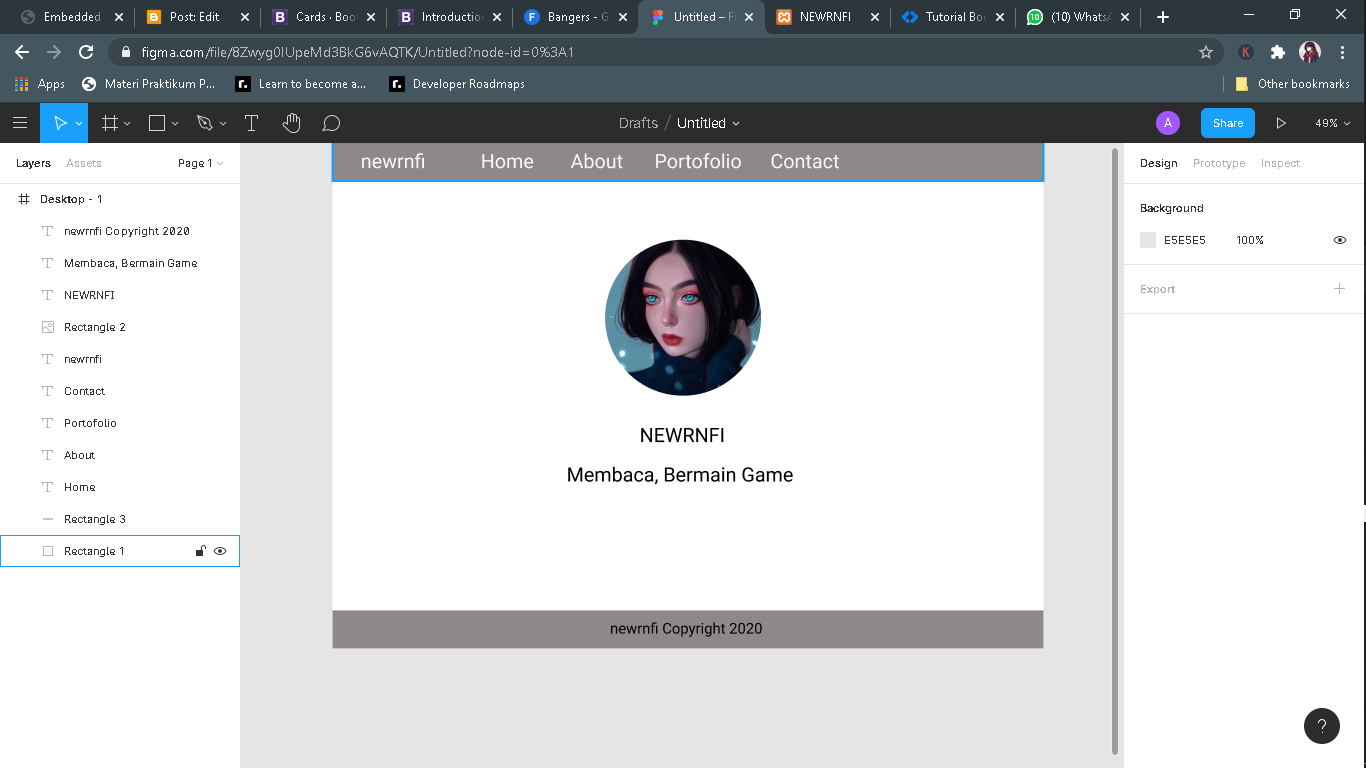 Embedded
Post: Edit
Cards · Boo
Introduction
Bangers - G
Untitled – F
NEWRNFI
Tutorial Boo
(10) WhatsA
figma.com/file/8Zwyg0IUpeMd3BkG6vAQTK/Untitled?node-id=0%3A1
Apps
Materi Praktikum P...
Learn to become a...
Developer Roadmaps
Other bookmarks
Drafts / Untitled
A
Share
49%
Layers
Assets
Page 1
Desktop - 1
newrnfi Copyright 2020
Membaca, Bermain Game
NEWRNFI
Rectangle 2
newrnfi
Contact
Portofolio
About
Home
Rectangle 3
Rectangle 1
newrnfi
Home
About
Portofolio
Contact
NEWRNFI
Membaca, Bermain Game
newrnfi Copyright 2020
Design
Prototype
Inspect
Background
E5E5E5
100%
Export
?